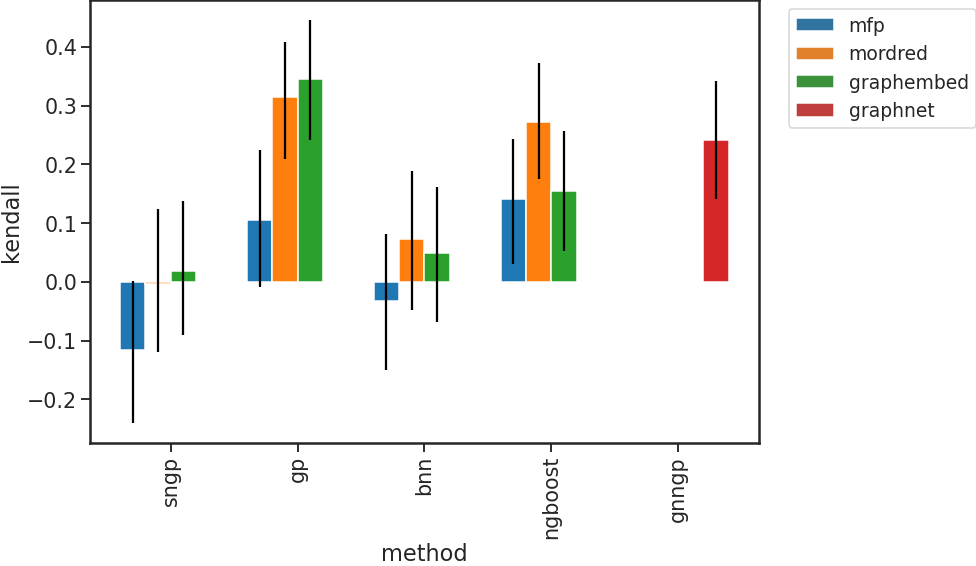 mfp
mordred
graphembed
graphnet
kendall
0.4
0.3
0.2
0.1
0.0
−0.1
−0.2
sngp
gp
bnn
ngboost
gnngp
method